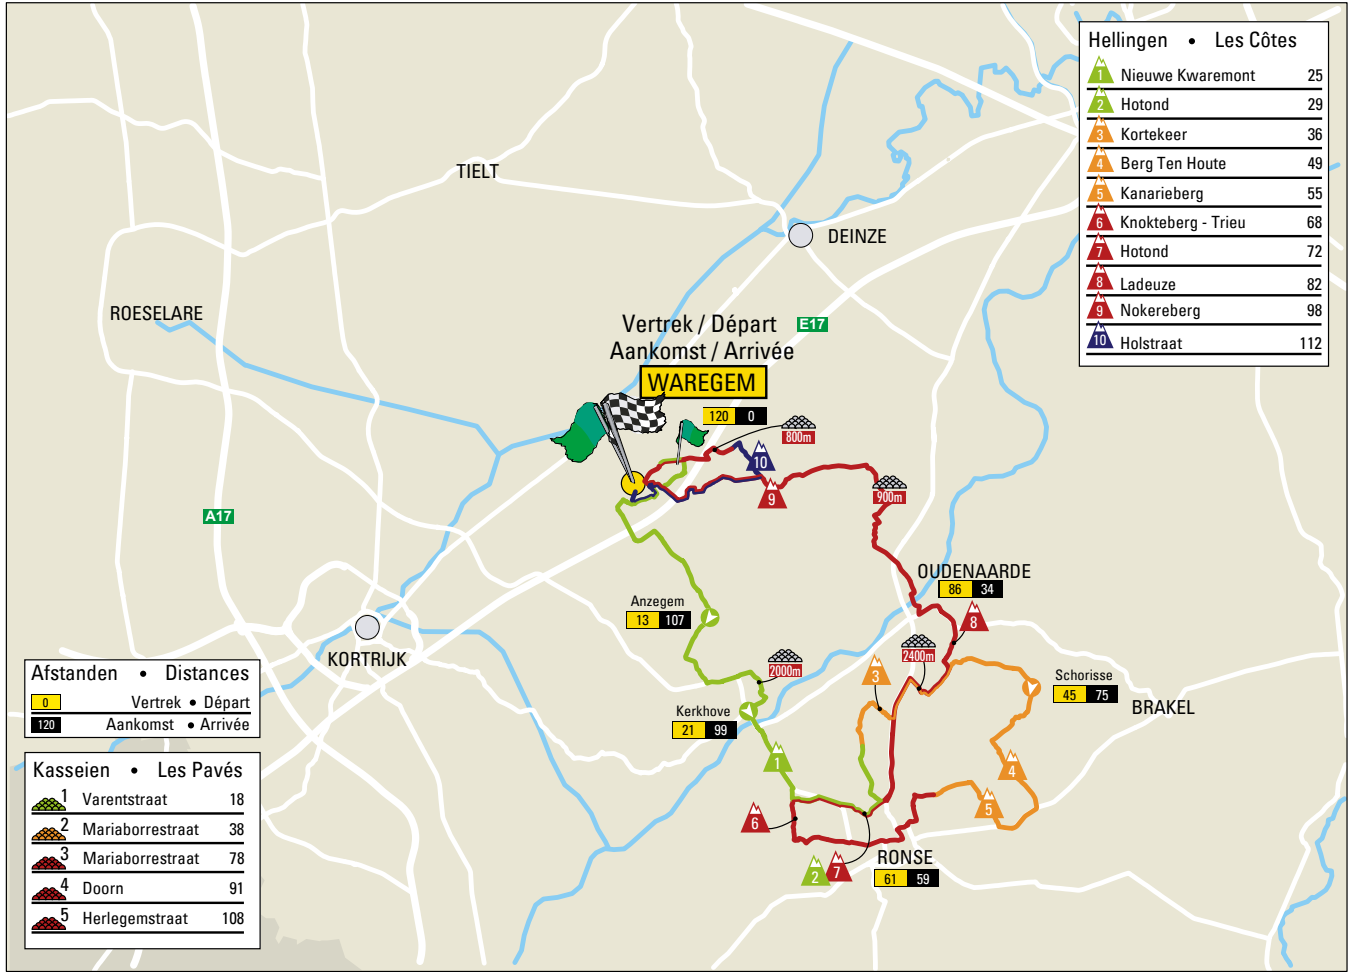 Hellingen • Les Côtes
1 Nieuwe Kwaremont 25
2 Hotond 29
3 Kortekeer 36
4 Berg Ten Houte 49
5 Kanarieberg 55
6 Knokteberg - Trieu 68
7 Hotond 72
8 Ladeuze 82
9 Nokereberg 98
10 Holstraat 112
TIELT
DEINZE
ROESELARE
Vertrek / Départ
E17
Aankomst / Arrivée
WAREGEM
120 0
800m
10
9
900m
A17
OUDENAARDE
86 34
Anzegem
13 107
8
KORTRIJK
2400m
2000m
3
Schorisse
45 75
BRAKEL
Kerkhove
21 99
1
4
5
6
RONSE
2 7
61 59
Afstanden • Distances
0 Vertrek • Départ
120 Aankomst • Arrivée
Kasseien • Les Pavés
1 Varentstraat 18
2 Mariaborrestraat 38
3 Mariaborrestraat 78
4 Doorn 91
5 Herlegemstraat 108